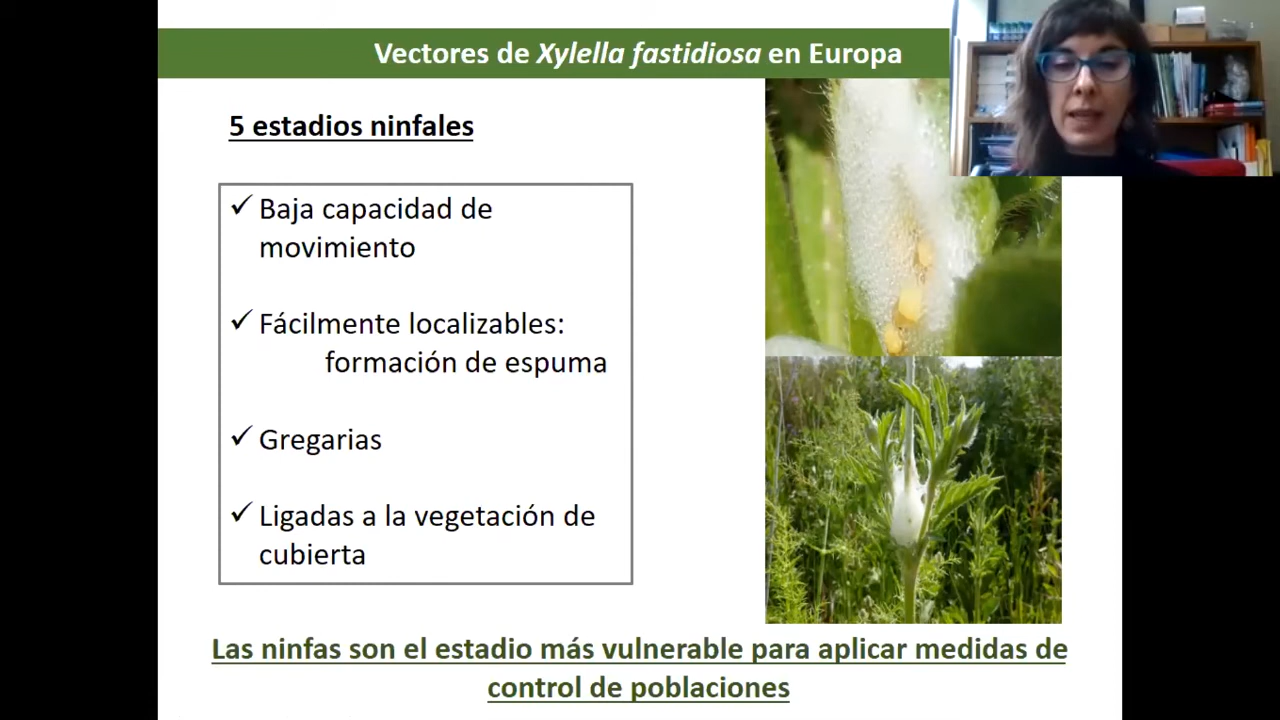 Vectores de Xylella fastidiosa en Europa
5 estadios ninfales
✓ Baja capacidad de
movimiento
✓ Fácilmente localizables:
formación de espuma
✓ Gregarias
✓ Ligadas a la vegetación de
cubierta
Las ninfas son el estadio más vulnerable para aplicar medidas de
control de poblaciones